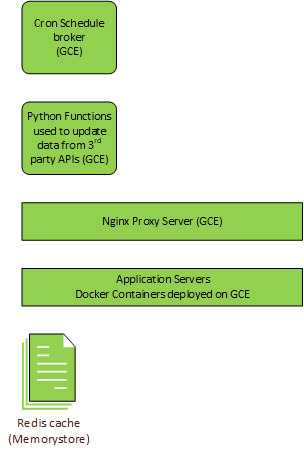 Cron Schedule
broker
(GCE)
Python Functions
used to update
data from 3rd
party APIs (GCE)
Nginx Proxy Server (GCE)
Application Servers
Docker Containers deployed on GCE
Redis cache
(Memorystore)